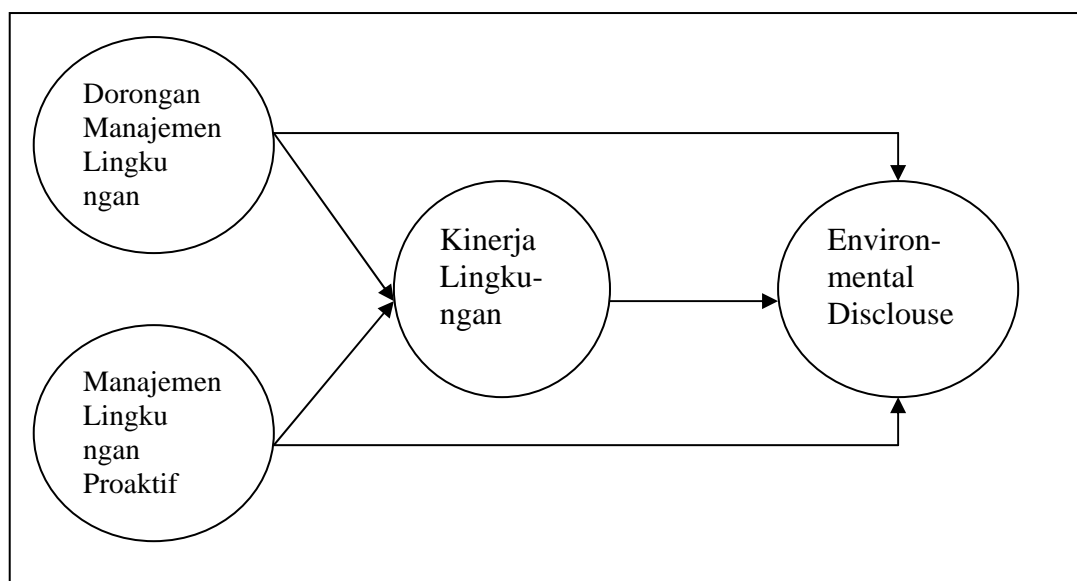 Dorongan
Manajemen
Lingku
ngan
Kinerja
Lingku-
ngan
Environ-
mental
Disclouse
Manajemen
Lingku
ngan
Proaktif